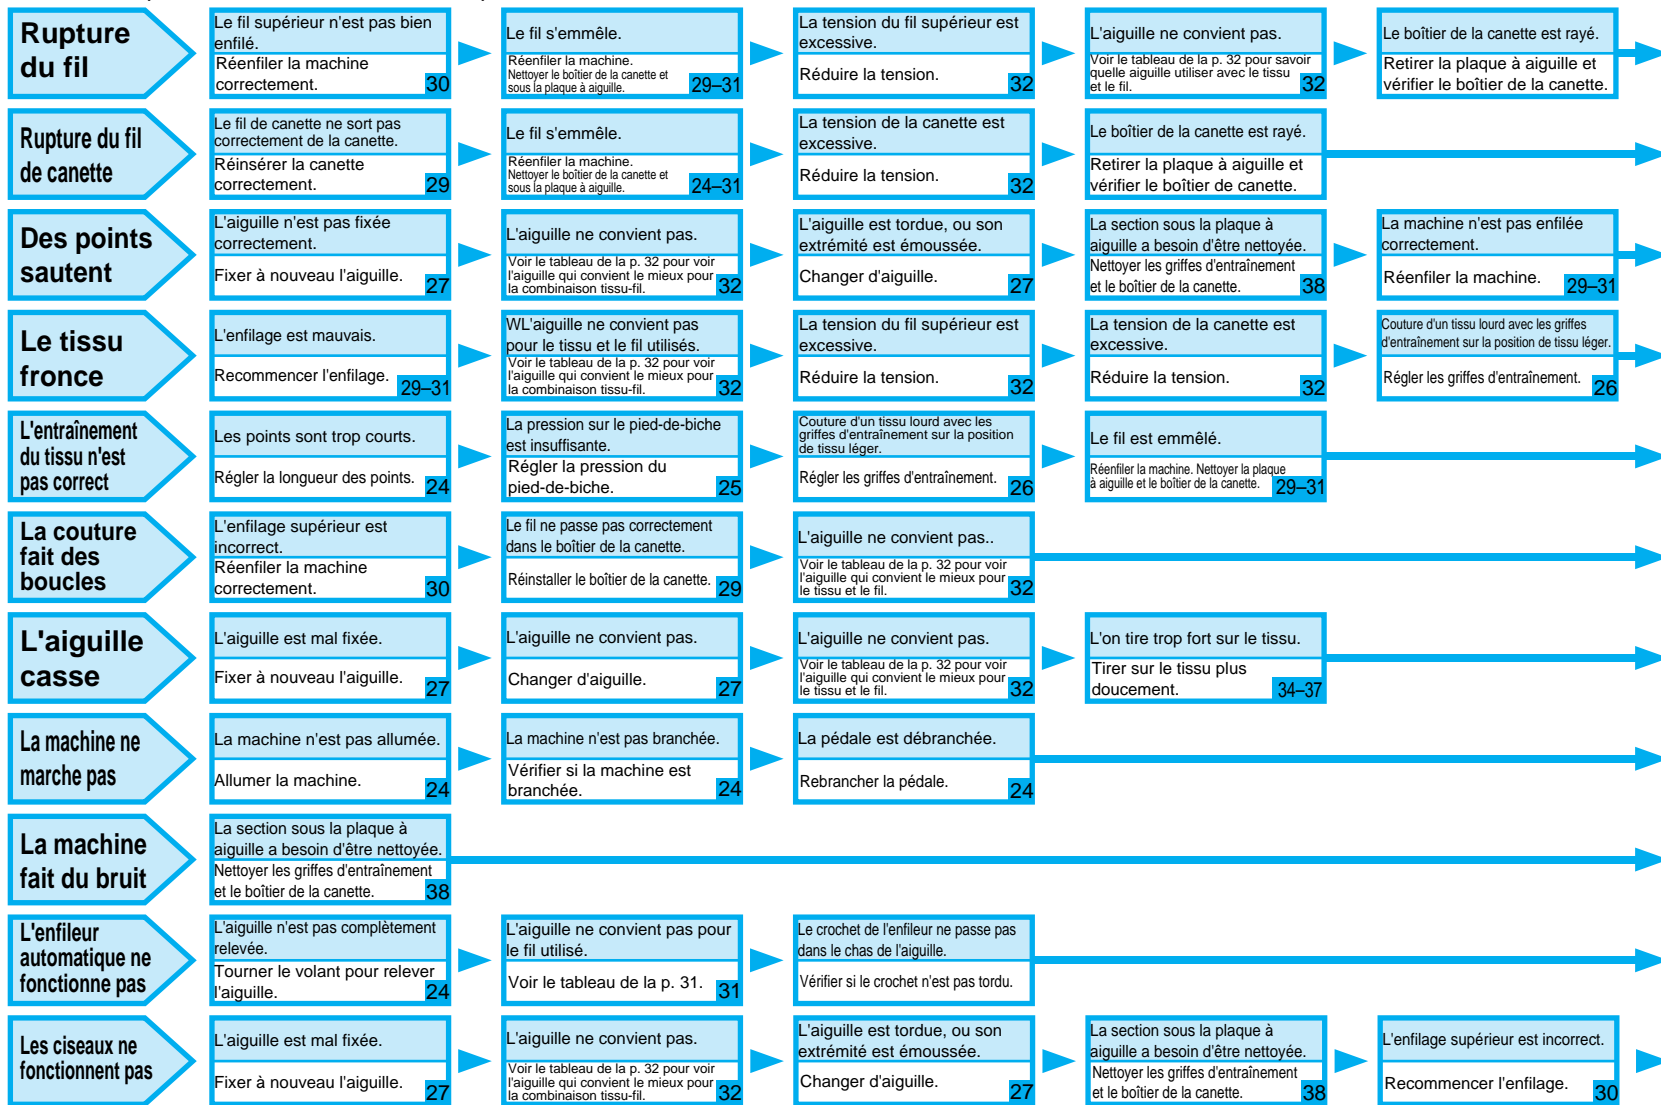 Rupture
du fil
Le fil supérieur n'est pas bien
enfilé.
Réenfiler la machine
correctement.
30
Le fil s'emmêle.
Réenfiler la machine.
Nettoyer le boîtier de la canette et
sous la plaque à aiguille.
29–31
La tension du fil supérieur est
excessive.
Réduire la tension.
32
L'aiguille ne convient pas.
Voir le tableau de la p. 32 pour savoir
quelle aiguille utiliser avec le tissu
et le fil.
32
Le boîtier de la canette est rayé.
Retirer la plaque à aiguille et
vérifier le boîtier de la canette.
Rupture du fil
de canette
Le fil de canette ne sort pas
correctement de la canette.
Réinsérer la canette
correctement.
29
Le fil s'emmêle.
Réenfiler la machine.
Nettoyer le boîtier de la canette et
sous la plaque à aiguille.
24–31
La tension de la canette est
excessive.
Réduire la tension.
32
Le boîtier de la canette est rayé.
Retirer la plaque à aiguille et
vérifier le boîtier de canette.
Des points
sautent
L'aiguille n'est pas fixée
correctement.
Fixer à nouveau l'aiguille.
27
L'aiguille ne convient pas.
Voir le tableau de la p. 32 pour voir
l'aiguille qui convient le mieux pour
la combinaison tissu-fil.
32
L'aiguille est tordue, ou son
extrémité est émoussée.
Changer d'aiguille.
27
La section sous la plaque à
aiguille a besoin d'être nettoyée.
Nettoyer les griffes d'entraînement
et le boîtier de la canette.
38
La machine n'est pas enfilée
correctement.
Réenfiler la machine.
29–31
Le tissu
fronce
L'enfilage est mauvais.
Recommencer l'enfilage.
29–31
WL'aiguille ne convient pas
pour le tissu et le fil utilisés.
Voir le tableau de la p. 32 pour voir
l'aiguille qui convient le mieux pour
la combinaison tissu-fil.
32
La tension du fil supérieur est
excessive.
Réduire la tension.
32
La tension de la canette est
excessive.
Réduire la tension.
32
Couture d'un tissu lourd avec les griffes
d'entraînement sur la position de tissu léger.
Régler les griffes d'entraînement.
26
L'entraînement
du tissu n'est
pas correct
Les points sont trop courts.
Régler la longueur des points.
24
La pression sur le pied-de-biche
est insuffisante.
Régler la pression du
pied-de-biche.
25
Couture d'un tissu lourd avec les
griffes d'entraînement sur la position
de tissu léger.
Régler les griffes d'entraînement.
26
Le fil est emmêlé.
Réenfiler la machine. Nettoyer la plaque
à aiguille et le boîtier de la canette.
29–31
La couture
fait des
boucles
L'enfilage supérieur est
incorrect.
Réenfiler la machine
correctement.
30
Le fil ne passe pas correctement
dans le boîtier de la canette.
Réinstaller le boîtier de la canette.
29
L'aiguille ne convient pas..
Voir le tableau de la p. 32 pour voir
l'aiguille qui convient le mieux pour
le tissu et le fil.
32
L'aiguille
casse
L'aiguille est mal fixée.
Fixer à nouveau l'aiguille.
27
L'aiguille ne convient pas.
Changer d'aiguille.
27
L'aiguille ne convient pas.
Voir le tableau de la p. 32 pour voir
l'aiguille qui convient le mieux pour
le tissu et le fil.
32
L'on tire trop fort sur le tissu.
Tirer sur le tissu plus
doucement.
34–37
La machine ne
marche pas
La machine n'est pas allumée.
Allumer la machine.
24
La machine n'est pas branchée.
Vérifier si la machine est
branchée.
24
La pédale est débranchée.
Rebrancher la pédale.
24
La machine
fait du bruit
La section sous la plaque à
aiguille a besoin d'être nettoyée.
Nettoyer les griffes d'entraînement
et le boîtier de la canette.
38
L'enfileur
automatique ne
fonctionne pas
L'aiguille n'est pas complètement
relevée.
Tourner le volant pour relever
l'aiguille.
24
L'aiguille ne convient pas pour
le fil utilisé.
Voir le tableau de la p. 31.
31
Le crochet de l'enfileur ne passe pas
dans le chas de l'aiguille.
Vérifier si le crochet n'est pas tordu.
Les ciseaux ne
fonctionnent pas
L'aiguille est mal fixée.
Fixer à nouveau l'aiguille.
27
L'aiguille ne convient pas.
Voir le tableau de la p. 32 pour voir
l'aiguille qui convient le mieux pour
la combinaison tissu-fil.
32
L'aiguille est tordue, ou son
extrémité est émoussée.
Changer d'aiguille.
27
La section sous la plaque à
aiguille a besoin d'être nettoyée.
Nettoyer les griffes d'entraînement
et le boîtier de la canette.
38
L'enfilage supérieur est incorrect.
Recommencer l'enfilage.
30